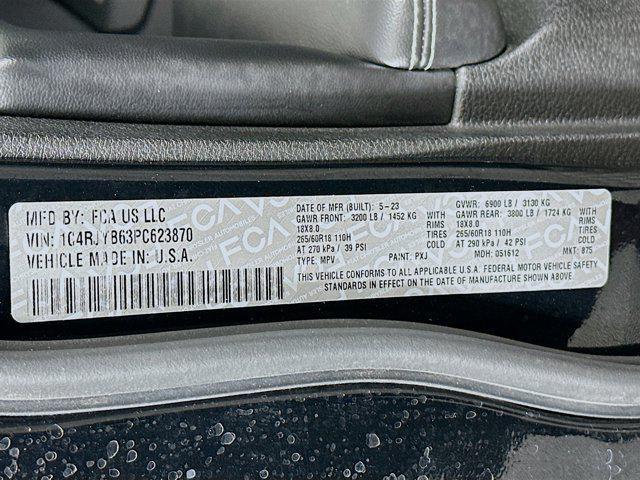 MFD BY: FCA US LLC
VIN: 1C4RJYB63PC623870
VEHICLE MADE IN: U.S.A.
DATE OF MFR (BUILT): 5-23 GVWR: 6900 LB / 3130 KG
GAWR FRONT: 3200 LB / 1452 KG WITH GAWR REAR: 3800 LB / 1724 KG WITH
18X8.0 RIMS 18X8.0 RIMS
265/60R18 110H TIRES 265/60R18 110H TIRES
AT 270 kPa / 39 PSI AT 290 kPa / 42 PSI
TYPE: MPV PAINT: PXJ MDH: 051612 MKT: 875
THIS VEHICLE CONFORMS TO ALL APPLICABLE U.S.A. FEDERAL MOTOR VEHICLE SAFETY
STANDARDS IN EFFECT ON THE DATE OF MANUFACTURE SHOWN ABOVE.